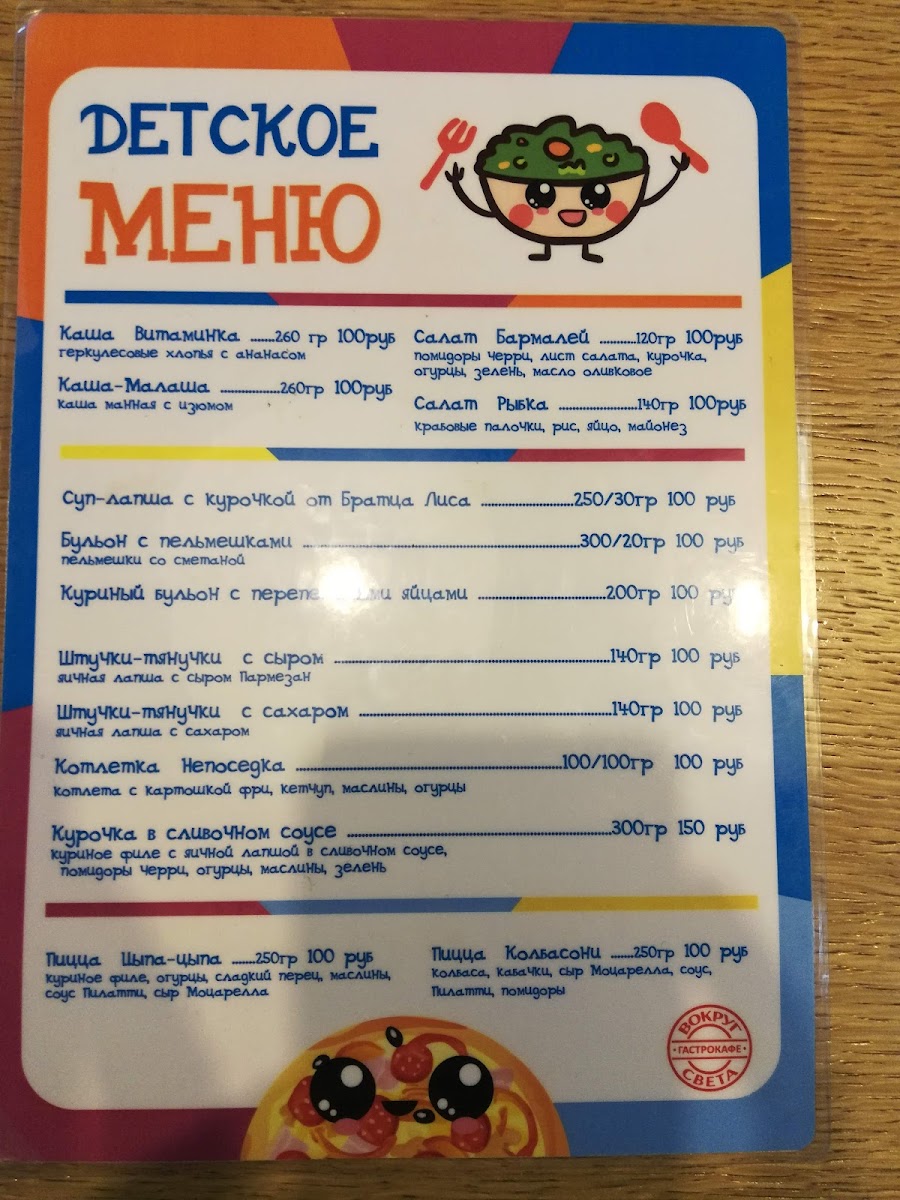 ДЕТСКОЕ
МЕНЮ
Каша Витаминка .......260 гр 100руб
геркулесовые хлопья с ананасом
Каша-Малаша .................260гр 100руб
каша манная с изюмом
Салат Бармалей ...........120гр 100руб
помидоры черри, лист салата, курочка,
огурцы, зелень, масло оливковое
Салат Рыбка ........................140гр 100руб
крабовые палочки, рис, яйцо, майонез
Суп-лапша с курочкой от Братца Лиса ............................250/30гр 100 руб
Бульон с пельмешками ....................................................................300/20гр 100 руб
пельмешки со сметаной
Куриный бульон с яйцами .......................................200гр 100
Штучки-тянучки с сыром ....................................................................140гр 100 руб
яичная лапша с сыром Пармезан
Штучки-тянучки с сахаром ..............................................................140гр 100 руб
яичная лапша с сахаром
Котлетка Непоседка ..................................................................100/100гр 100 руб
котлета с картошкой фри, кетчуп, маслины, огурцы
Курочка в сливочном соусе ................................................................300гр 150 руб
куриное филе с яичной лапшой в сливочном соусе,
помидоры черри, огурцы, маслины, зелень
Пицца Цыпа-цыпа .......250гр 100 руб
куриное филе, огурцы, сладкий перец, маслины,
соус Пилатти, сыр Моцарелла
Пицца Колбасони .......250гр 100 руб
колбаса, кабачки, сыр Моцарелла, соус,
Пилатти, помидоры
ВОКРУГ
·ГАСТРОКАФЕ·
СВЕТА